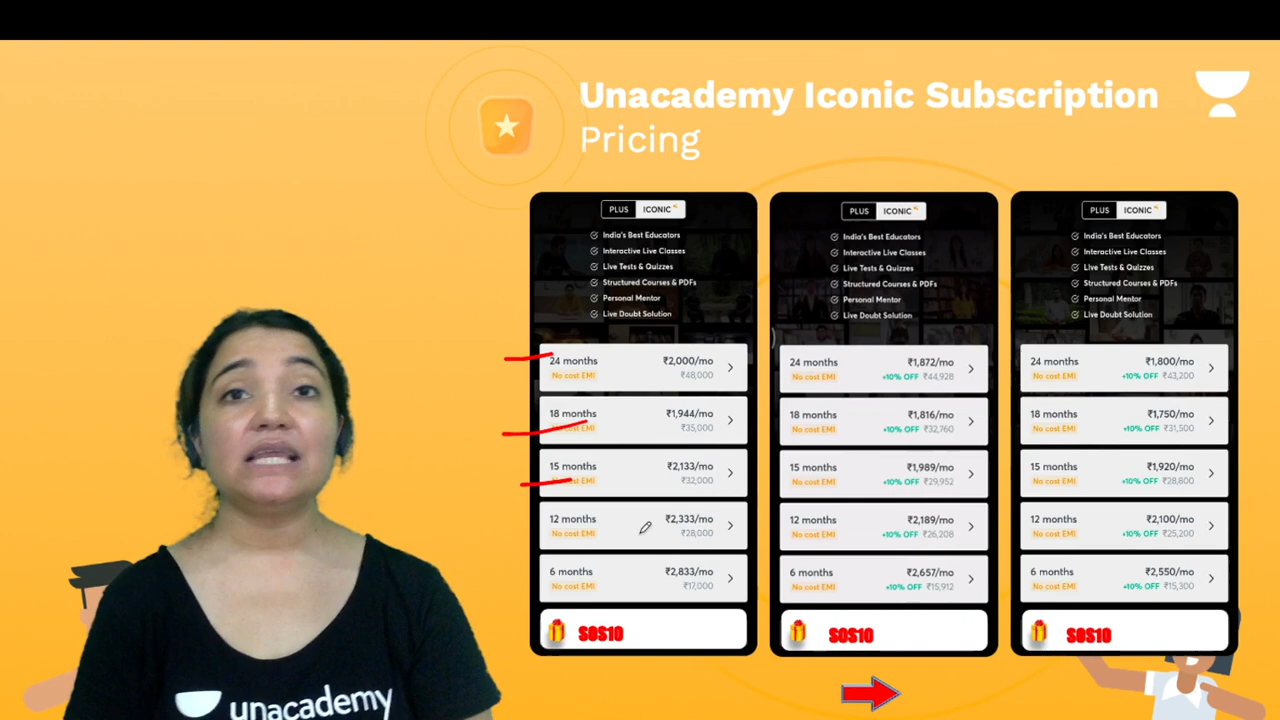 Unacademy Iconic Subscription
Pricing
PLUS ICONIC
India's Best Educators
Interactive Live Classes
Live Tests & Quizzes
Structured Courses & PDFs
Personal Mentor
Live Doubt Solution
24 months ₹2,000/mo
No cost EMI ₹48,000
18 months ₹1,944/mo
No cost EMI ₹35,000
15 months ₹2,133/mo
No cost EMI ₹32,000
12 months ₹2,333/mo
No cost EMI ₹28,000
6 months ₹2,833/mo
No cost EMI ₹17,000
SOS10
PLUS ICONIC
India's Best Educators
Interactive Live Classes
Live Tests & Quizzes
Structured Courses & PDFs
Personal Mentor
Live Doubt Solution
24 months ₹1,872/mo
No cost EMI +10% OFF ₹44,928
18 months ₹1,816/mo
No cost EMI +10% OFF ₹32,760
15 months ₹1,989/mo
No cost EMI +10% OFF ₹29,952
12 months ₹2,189/mo
No cost EMI +10% OFF ₹26,208
6 months ₹2,657/mo
No cost EMI +10% OFF ₹15,912
SOS10
PLUS ICONIC
India's Best Educators
Interactive Live Classes
Live Tests & Quizzes
Structured Courses & PDFs
Personal Mentor
Live Doubt Solution
24 months ₹1,800/mo
No cost EMI +10% OFF ₹43,200
18 months ₹1,750/mo
No cost EMI +10% OFF ₹31,500
15 months ₹1,920/mo
No cost EMI +10% OFF ₹28,800
12 months ₹2,100/mo
No cost EMI +10% OFF ₹25,200
6 months ₹2,550/mo
No cost EMI +10% OFF ₹15,300
SOS10
unacademy